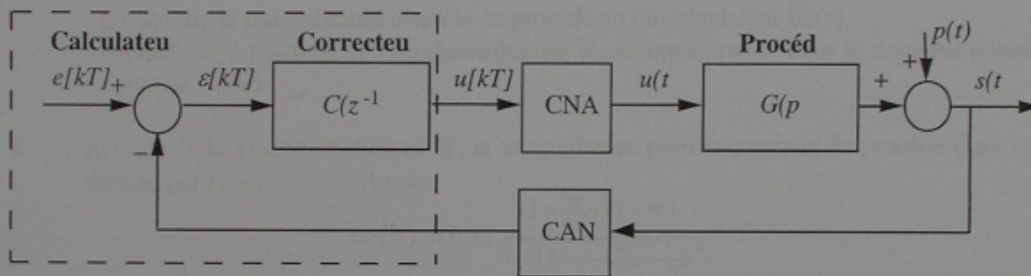 Calculateu
Correcteu
Procéd
p(t)
e[kT]
+
ε[kT]
C(z⁻¹
u[kT]
CNA
u(t
G(p
+
+
s(t
−
CAN